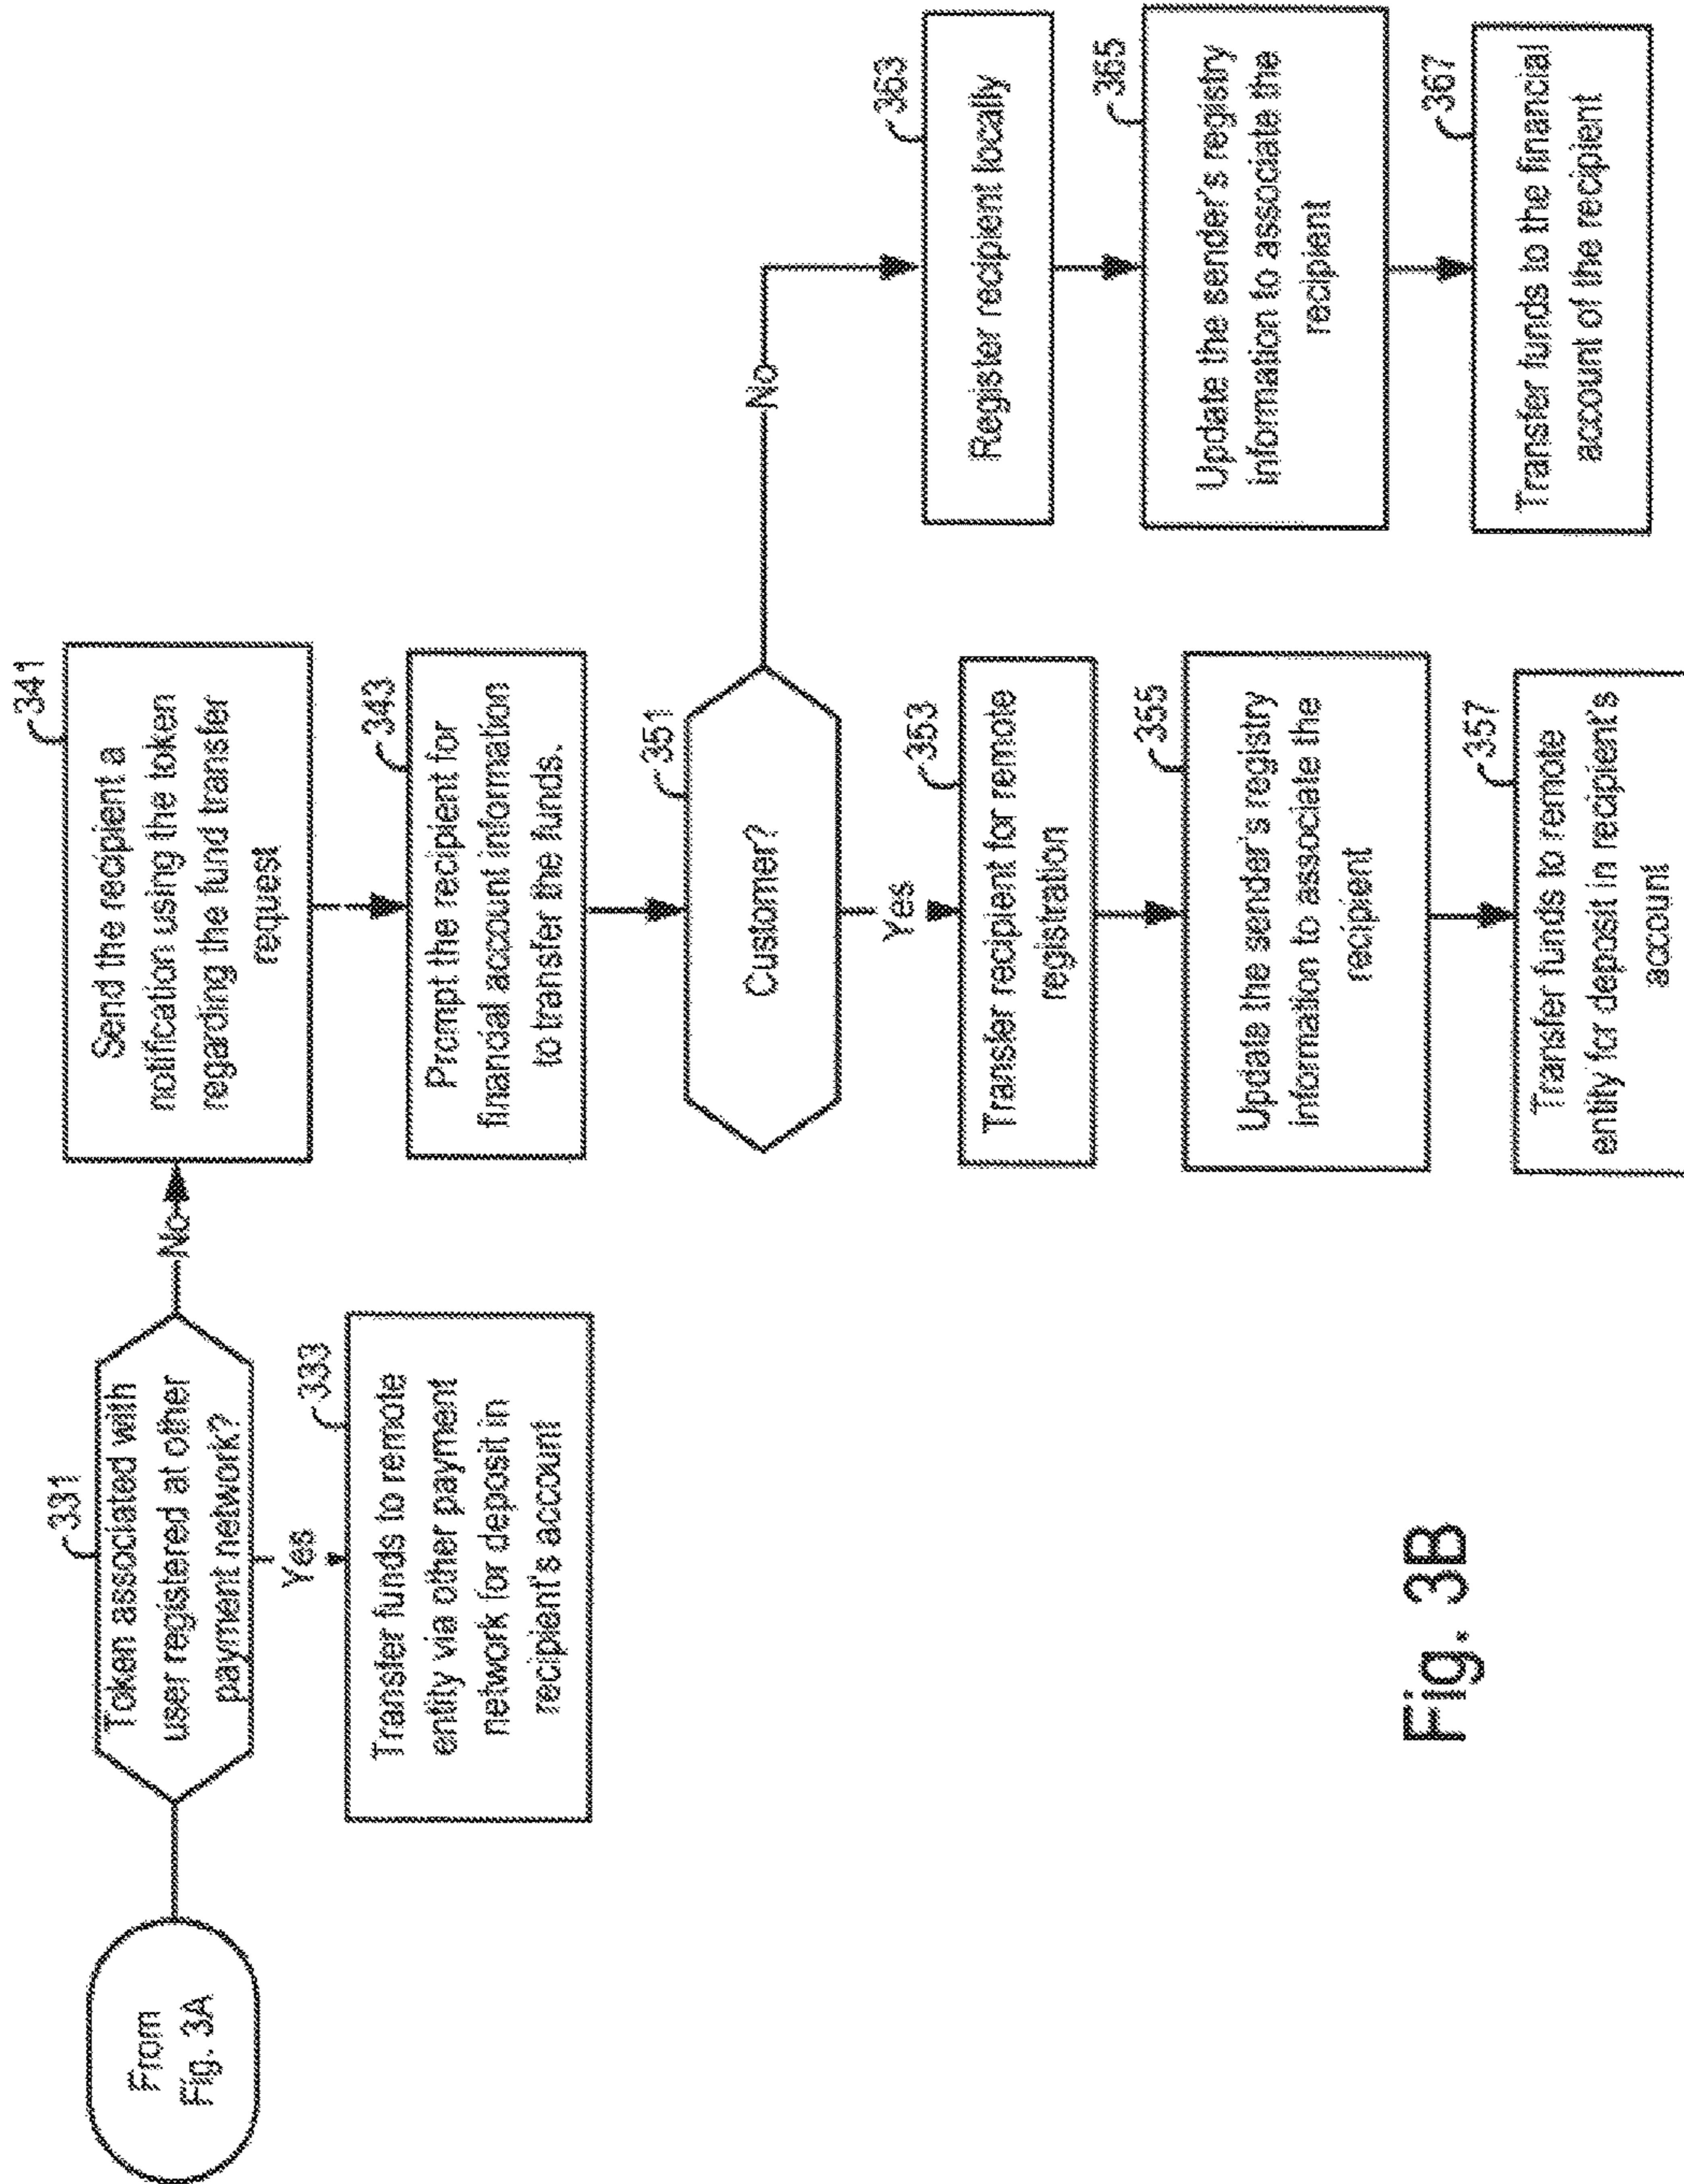 From
Fig. 3A
331
Token associated with
user registered at other
payment network?
No
Yes
333
Transfer funds to remote
entity via other payment
network for deposit in
recipient's account
341
Send the recipient a
notification using the token
regarding the fund transfer
request
343
Prompt the recipient for
financial account information
to transfer the funds.
351
Customer?
No
Yes
353
Transfer recipient for remote
registration
355
Update the sender's registry
information to associate the
recipient
357
Transfer funds to remote
entity for deposit in recipient's
account
363
Register recipient locally
365
Update the sender's registry
information to associate the
recipient
367
Transfer funds to the financial
account of the recipient
Fig. 3B